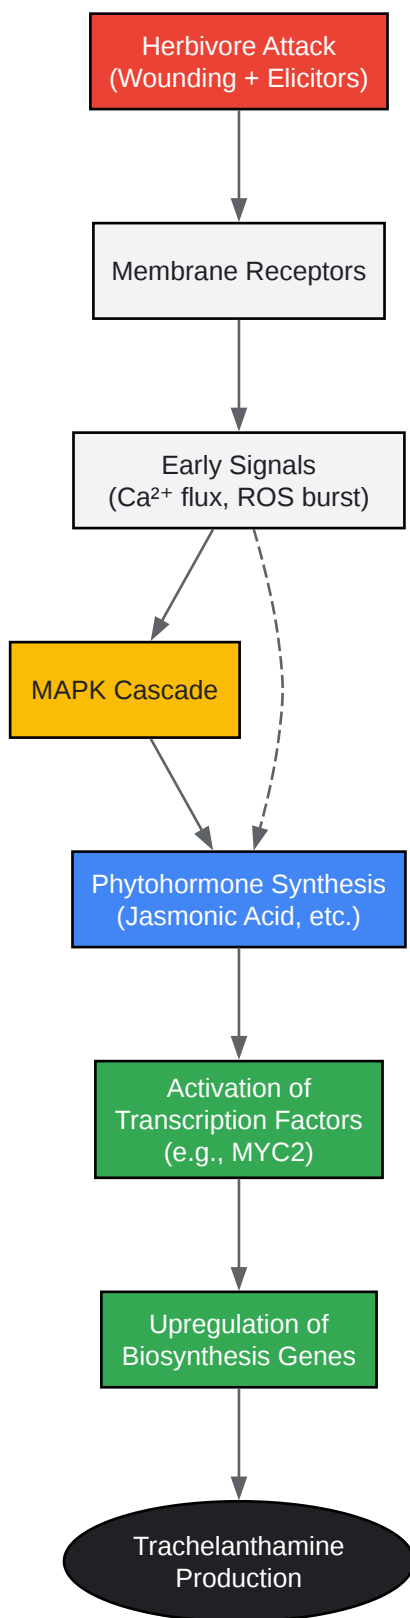 Herbivore Attack
(Wounding + Elicitors)
Membrane Receptors
Early Signals
(Ca²⁺ flux, ROS burst)
MAPK Cascade
Phytohormone Synthesis
(Jasmonic Acid, etc.)
Activation of
Transcription Factors
(e.g., MYC2)
Upregulation of
Biosynthesis Genes
Trachelanthamine
Production